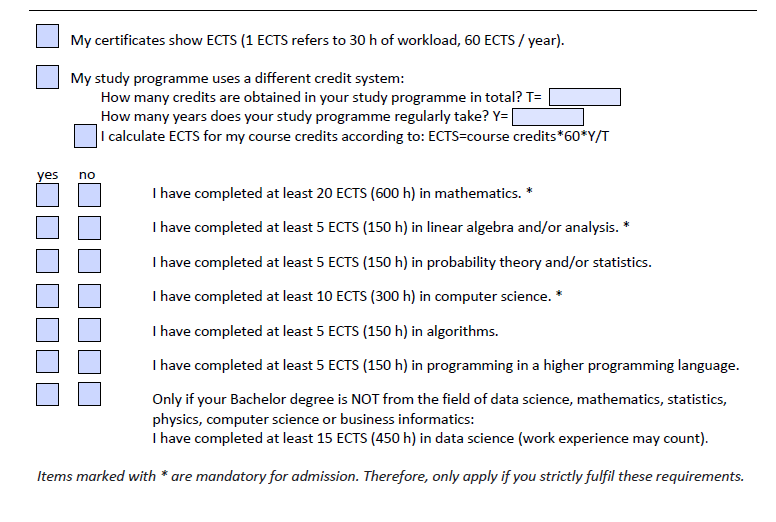 My certificates show ECTS (1 ECTS refers to 30 h of workload, 60 ECTS / year).
My study programme uses a different credit system:
How many credits are obtained in your study programme in total? T=
How many years does your study programme regularly take? Y=
I calculate ECTS for my course credits according to: ECTS=course credits*60*Y/T
yes no
I have completed at least 20 ECTS (600 h) in mathematics. *
I have completed at least 5 ECTS (150 h) in linear algebra and/or analysis. *
I have completed at least 5 ECTS (150 h) in probability theory and/or statistics.
I have completed at least 10 ECTS (300 h) in computer science. *
I have completed at least 5 ECTS (150 h) in algorithms.
I have completed at least 5 ECTS (150 h) in programming in a higher programming language.
Only if your Bachelor degree is NOT from the field of data science, mathematics, statistics,
physics, computer science or business informatics:
I have completed at least 15 ECTS (450 h) in data science (work experience may count).
Items marked with * are mandatory for admission. Therefore, only apply if you strictly fulfil these requirements.